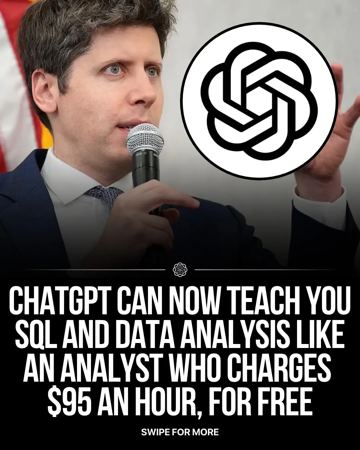 CHATGPT CAN NOW TEACH YOU
SQL AND DATA ANALYSIS LIKE
AN ANALYST WHO CHARGES
$95 AN HOUR, FOR FREE
SWIPE FOR MORE